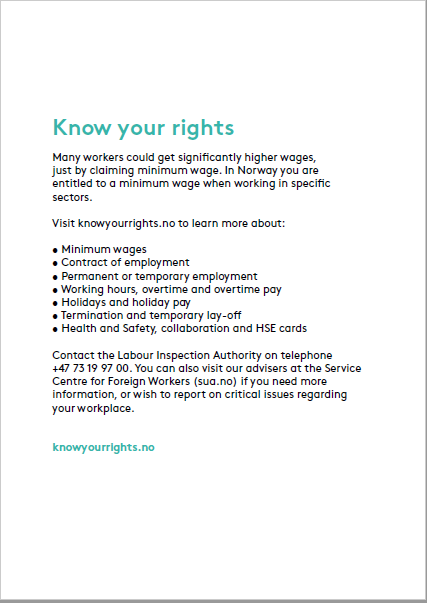 Know your rights
Many workers could get significantly higher wages,
just by claiming minimum wage. In Norway you are
entitled to a minimum wage when working in specific
sectors.
Visit knowyourrights.no to learn more about:
• Minimum wages
• Contract of employment
• Permanent or temporary employment
• Working hours, overtime and overtime pay
• Holidays and holiday pay
• Termination and temporary lay-off
• Health and Safety, collaboration and HSE cards
Contact the Labour Inspection Authority on telephone
+47 73 19 97 00. You can also visit our advisers at the Service
Centre for Foreign Workers (sua.no) if you need more
information, or wish to report on critical issues regarding
your workplace.
knowyourrights.no